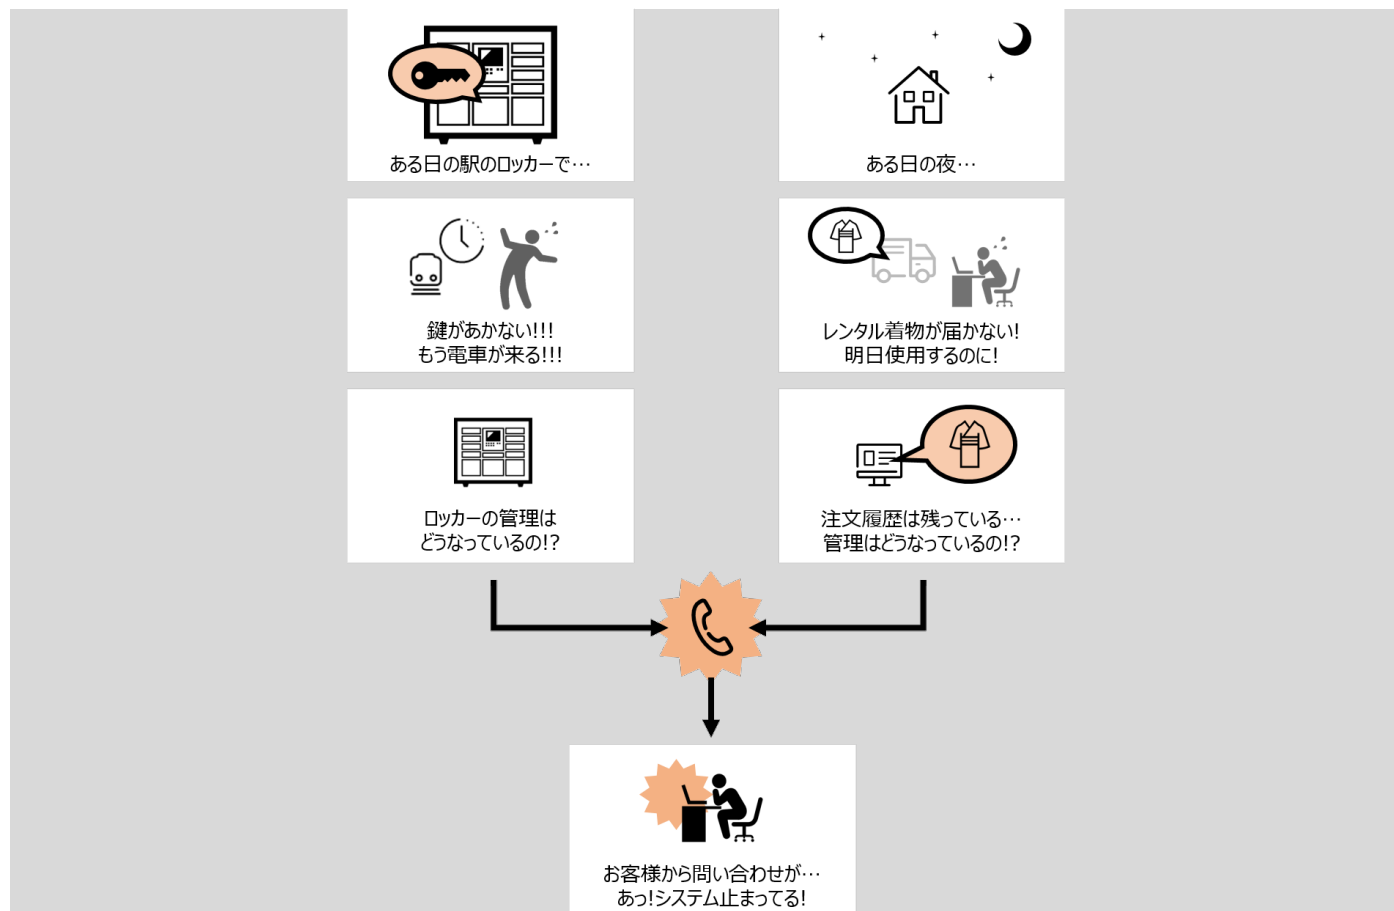 ある日の駅のロッカーで…
鍵があかない!!!
もう電車が来る!!!
ロッカーの管理は
どうなっているの!?
ある日の夜…
レンタル着物が届かない!
明日使用するのに!
注文履歴は残っている…
管理はどうなっているの!?
お客様から問い合わせが…
あっ!システム止まってる!